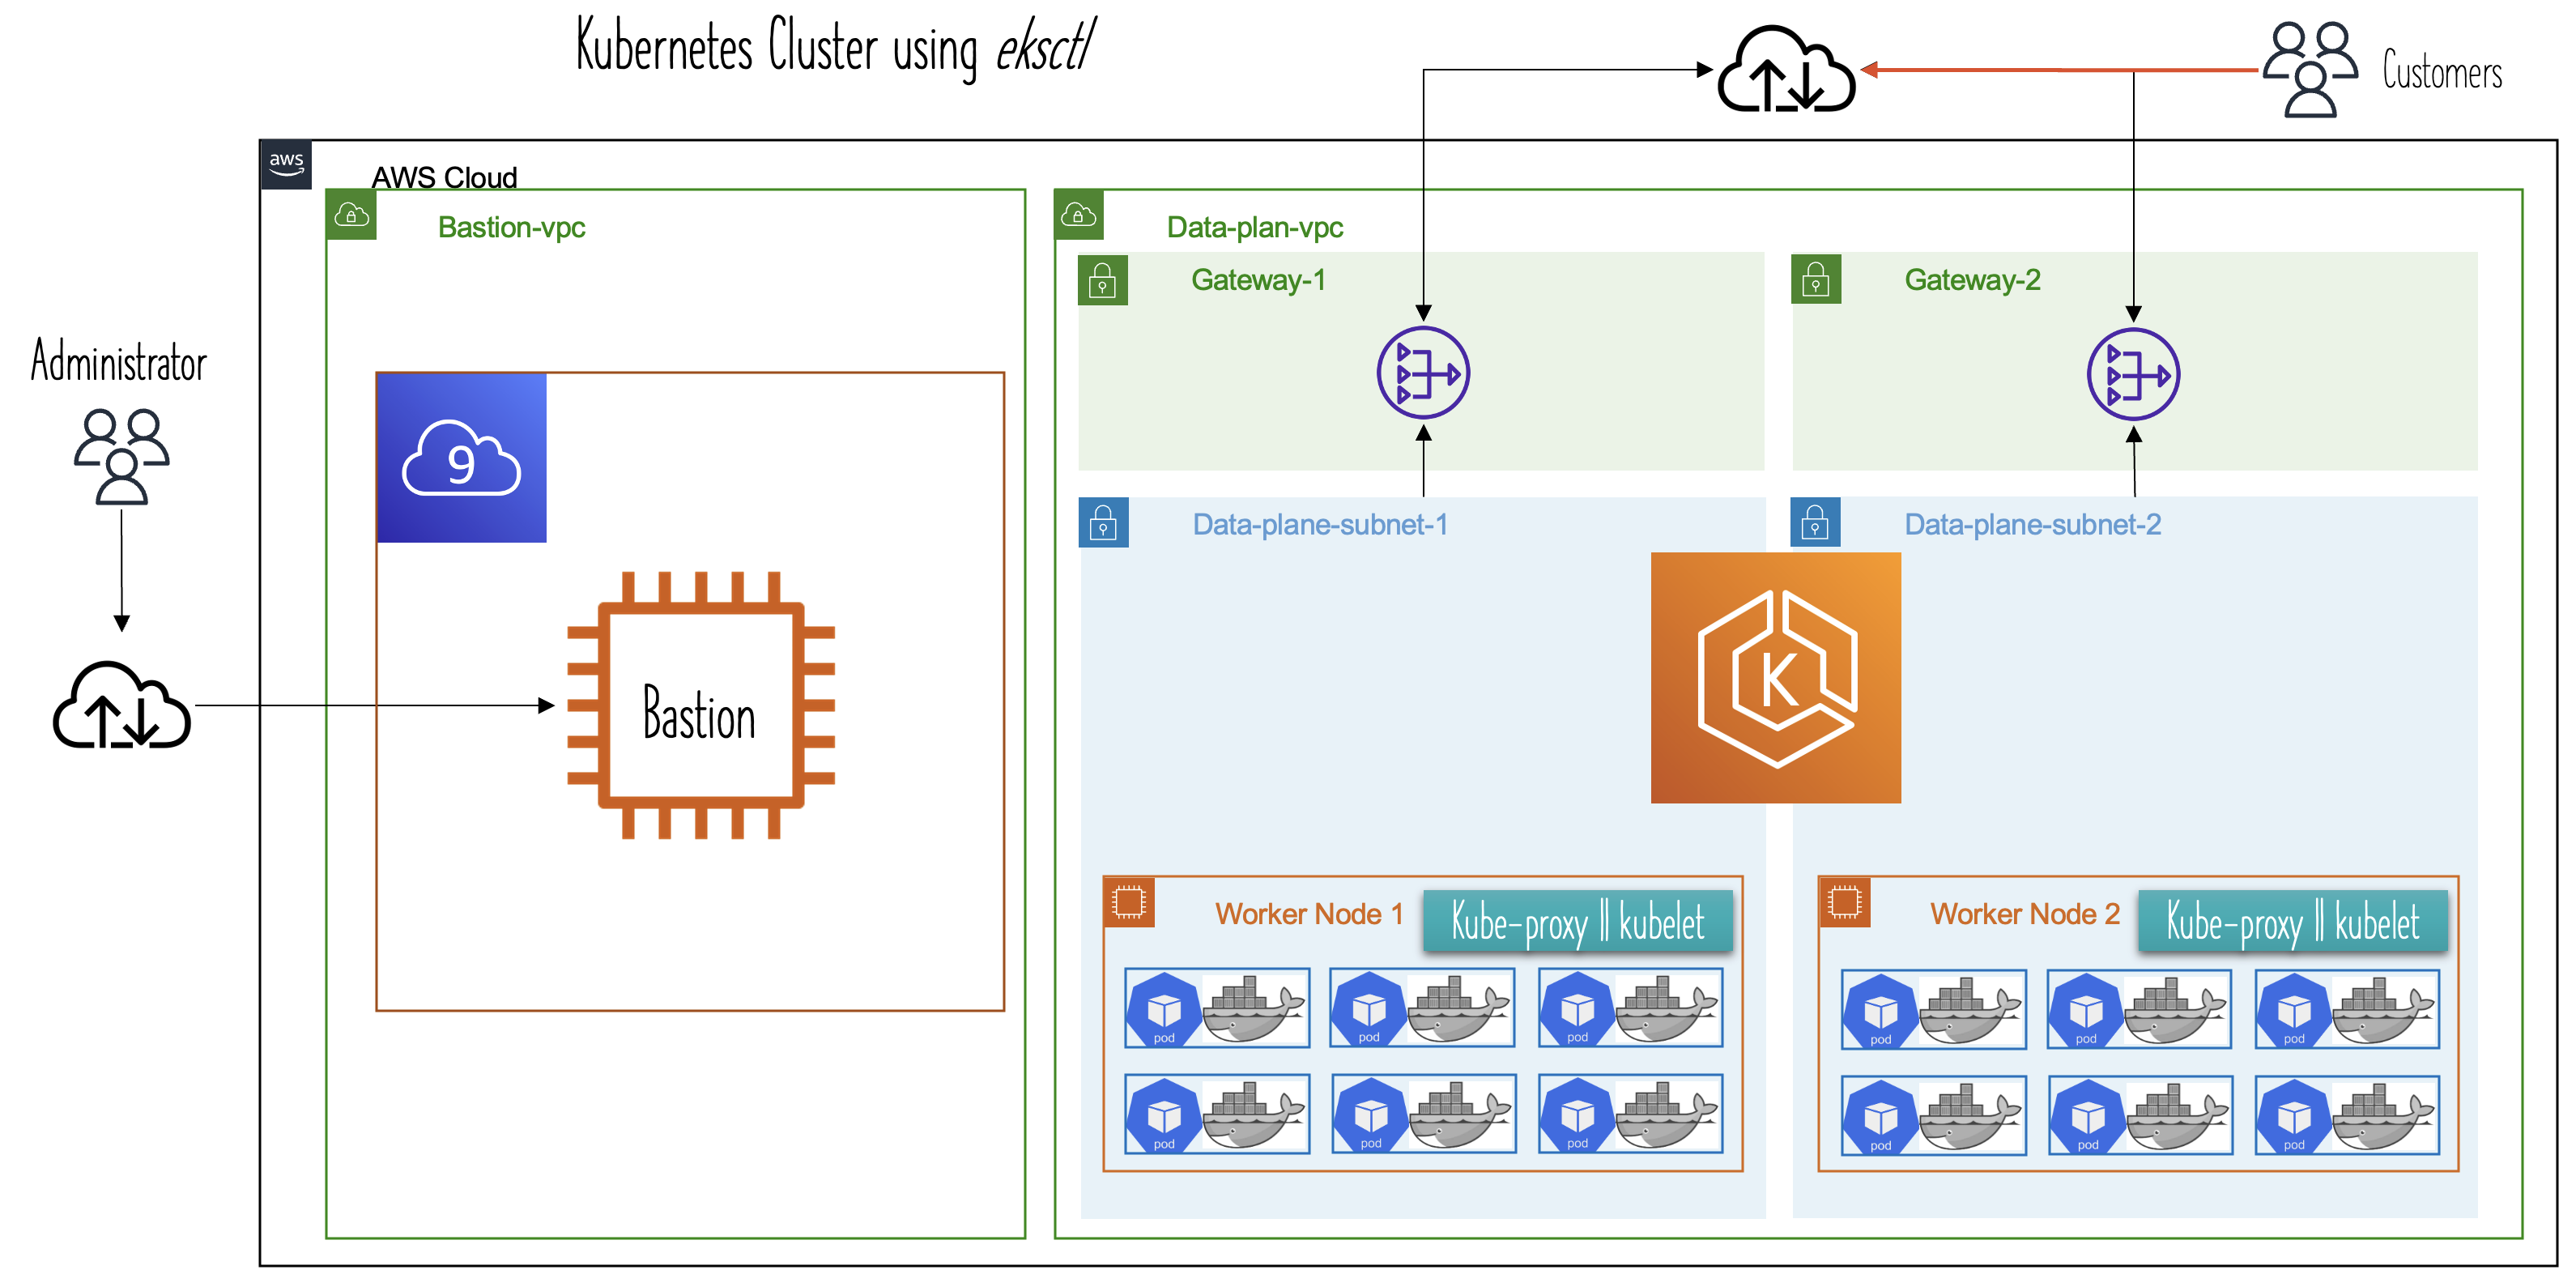 Kubernetes Cluster using eksctl
Customers
aws
AWS Cloud
Bastion-vpc
Data-plan-vpc
Gateway-1
Gateway-2
Administrator
9
Data-plane-subnet-1
Data-plane-subnet-2
K
Bastion
Worker Node 1
Kube-proxy || kubelet
Worker Node 2
Kube-proxy || kubelet
pod
pod
pod
pod
pod
pod
pod
pod
pod
pod
pod
pod